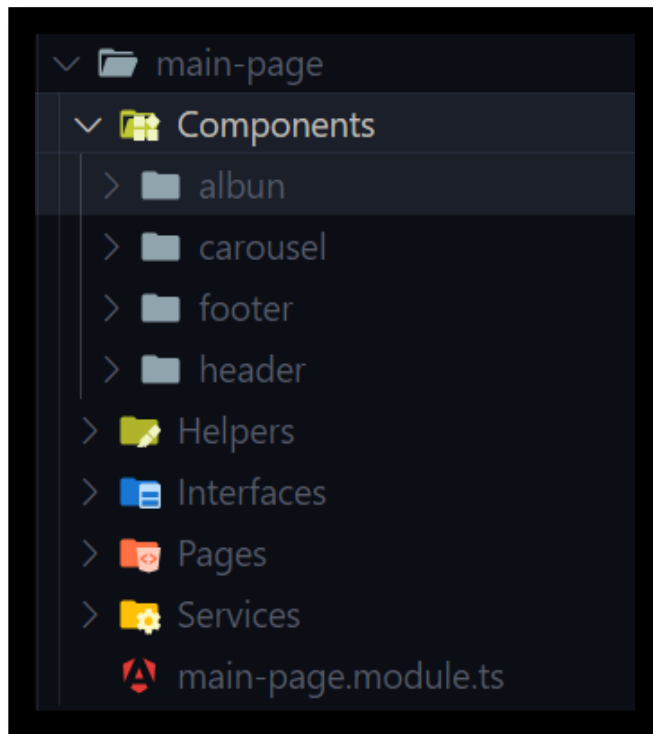 main-page
Components
albun
carousel
footer
header
Helpers
Interfaces
Pages
Services
main-page.module.ts